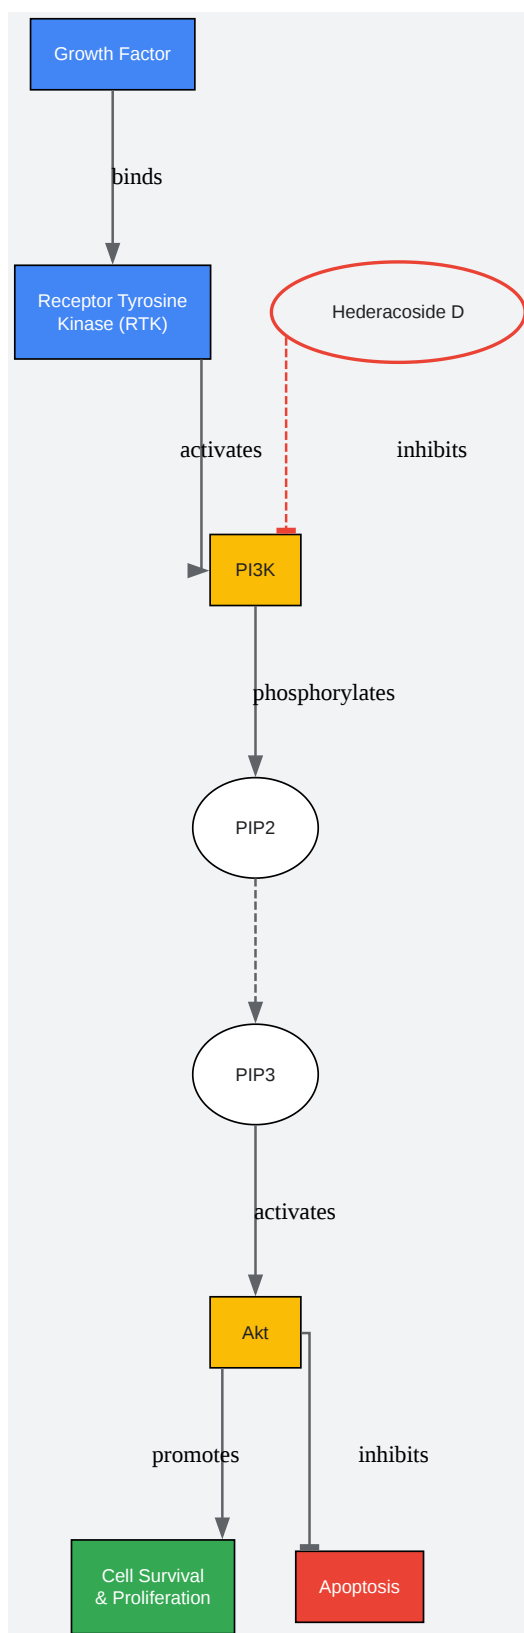 Growth Factor
binds
Receptor Tyrosine
Kinase (RTK)
Hederacoside D
activates
inhibits
PI3K
phosphorylates
PIP2
PIP3
activates
Akt
promotes
inhibits
Cell Survival
& Proliferation
Apoptosis